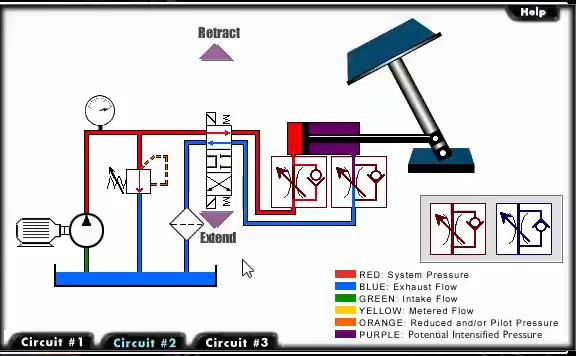 Help
Retract
Extend
RED: System Pressure
BLUE: Exhaust Flow
GREEN: Intake Flow
YELLOW: Metered Flow
ORANGE: Reduced and/or Pilot Pressure
PURPLE: Potential Intensified Pressure
Circuit #1
Circuit #2
Circuit #3